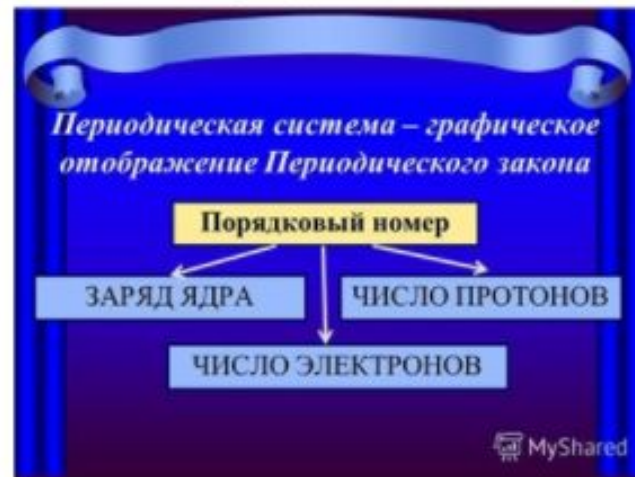 Периодическая система – графическое
отображение Периодического закона
Порядковый номер
ЗАРЯД ЯДРА
ЧИСЛО ПРОТОНОВ
ЧИСЛО ЭЛЕКТРОНОВ
MyShared